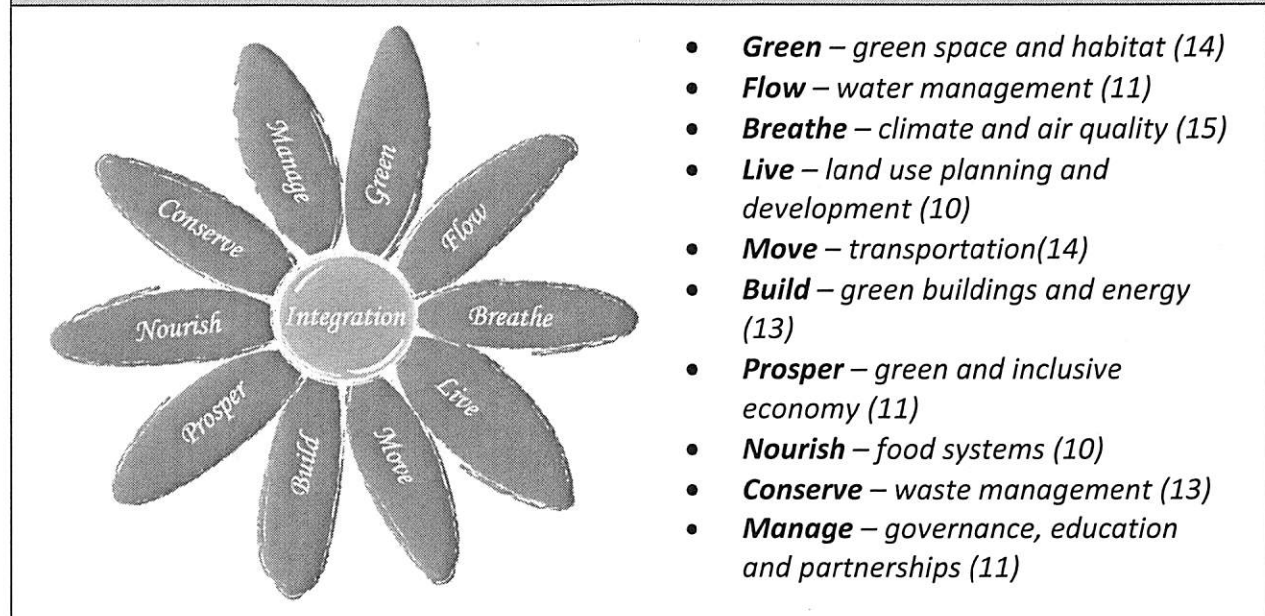 Manage
Green
Conserve
Flow
Nourish
Integration
Breathe
Prosper
Live
Build
Move
• Green – green space and habitat (14)
• Flow – water management (11)
• Breathe – climate and air quality (15)
• Live – land use planning and
development (10)
• Move – transportation(14)
• Build – green buildings and energy
(13)
• Prosper – green and inclusive
economy (11)
• Nourish – food systems (10)
• Conserve – waste management (13)
• Manage – governance, education
and partnerships (11)